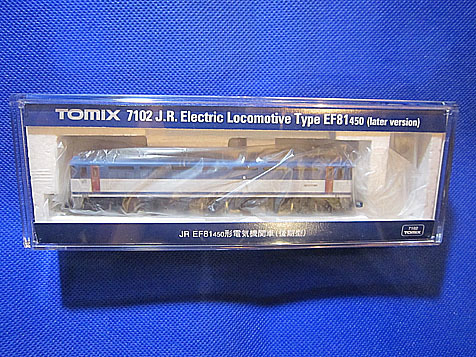 TOMIX 7102 J.R. Electric Locomotive Type EF81450 (later version)
JR EF81450形電気機関車(後期型)
7102
TOMIX